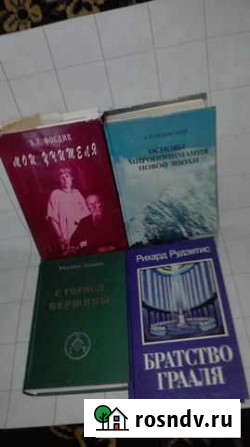 З.Г. ФОСДИК
МОИ УЧИТЕЛЯ
ОСНОВЫ
МИРОПОНИМАНИЯ
НОВОЙ ЭПОХИ
С ГОРНОЙ
ВЕРШИНЫ
Рихард Рудзитис
БРАТСТВО
ГРААЛЯ
rosndv.ru